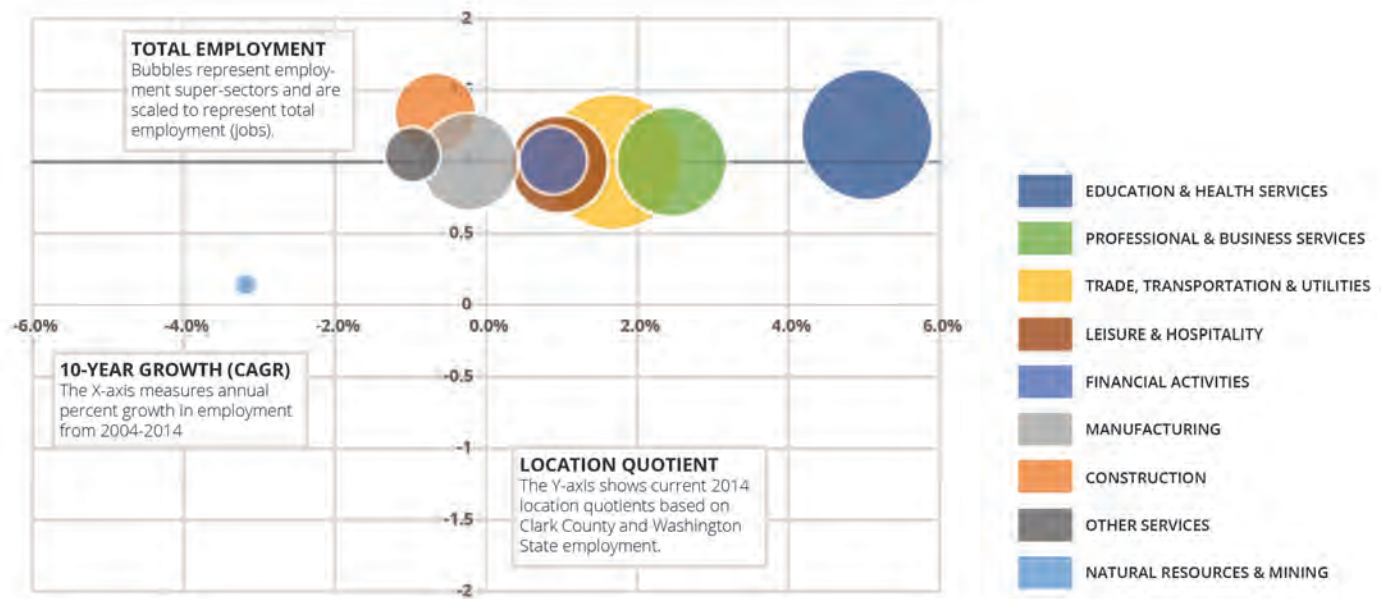 2
TOTAL EMPLOYMENT
Bubbles represent employ-
ment super-sectors and are
scaled to represent total
employment (jobs).
0.5
0
-6.0%
-4.0%
-2.0%
0.0%
2.0%
4.0%
6.0%
10-YEAR GROWTH (CAGR)
The X-axis measures annual
percent growth in employment
from 2004-2014
-0.5
-1
LOCATION QUOTIENT
The Y-axis shows current 2014
location quotients based on
Clark County and Washington
State employment.
-1.5
-2
EDUCATION & HEALTH SERVICES
PROFESSIONAL & BUSINESS SERVICES
TRADE, TRANSPORTATION & UTILITIES
LEISURE & HOSPITALITY
FINANCIAL ACTIVITIES
MANUFACTURING
CONSTRUCTION
OTHER SERVICES
NATURAL RESOURCES & MINING